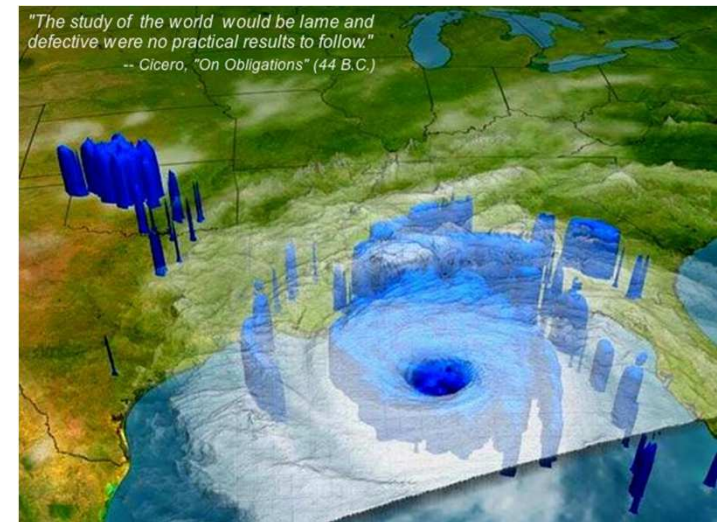 "The study of the world would be lame and
defective were no practical results to follow."
-- Cicero, "On Obligations" (44 B.C.)